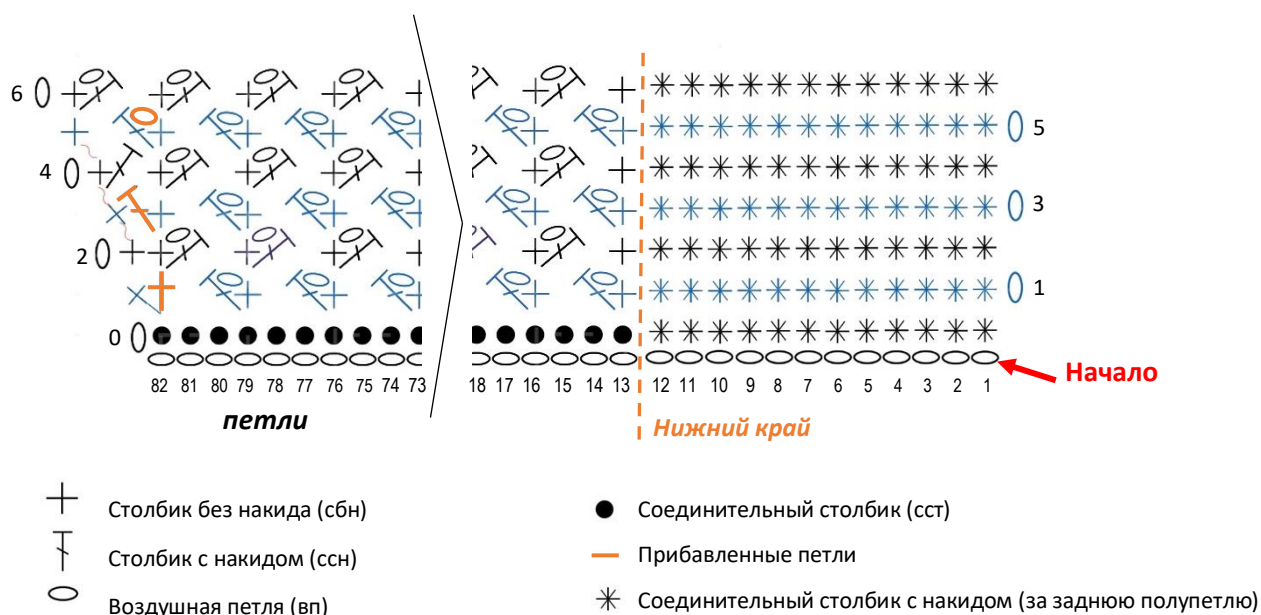 6
5
4
3
2
1
0
82 81 80 79 78 77 76 75 74 73 18 17 16 15 14 13 12 11 10 9 8 7 6 5 4 3 2 1
Начало
петли
Нижний край
Столбик без накида (сбн)
Столбик с накидом (ссн)
Воздушная петля (вп)
Соединительный столбик (сст)
Прибавленные петли
Соединительный столбик с накидом (за заднюю полупетлю)